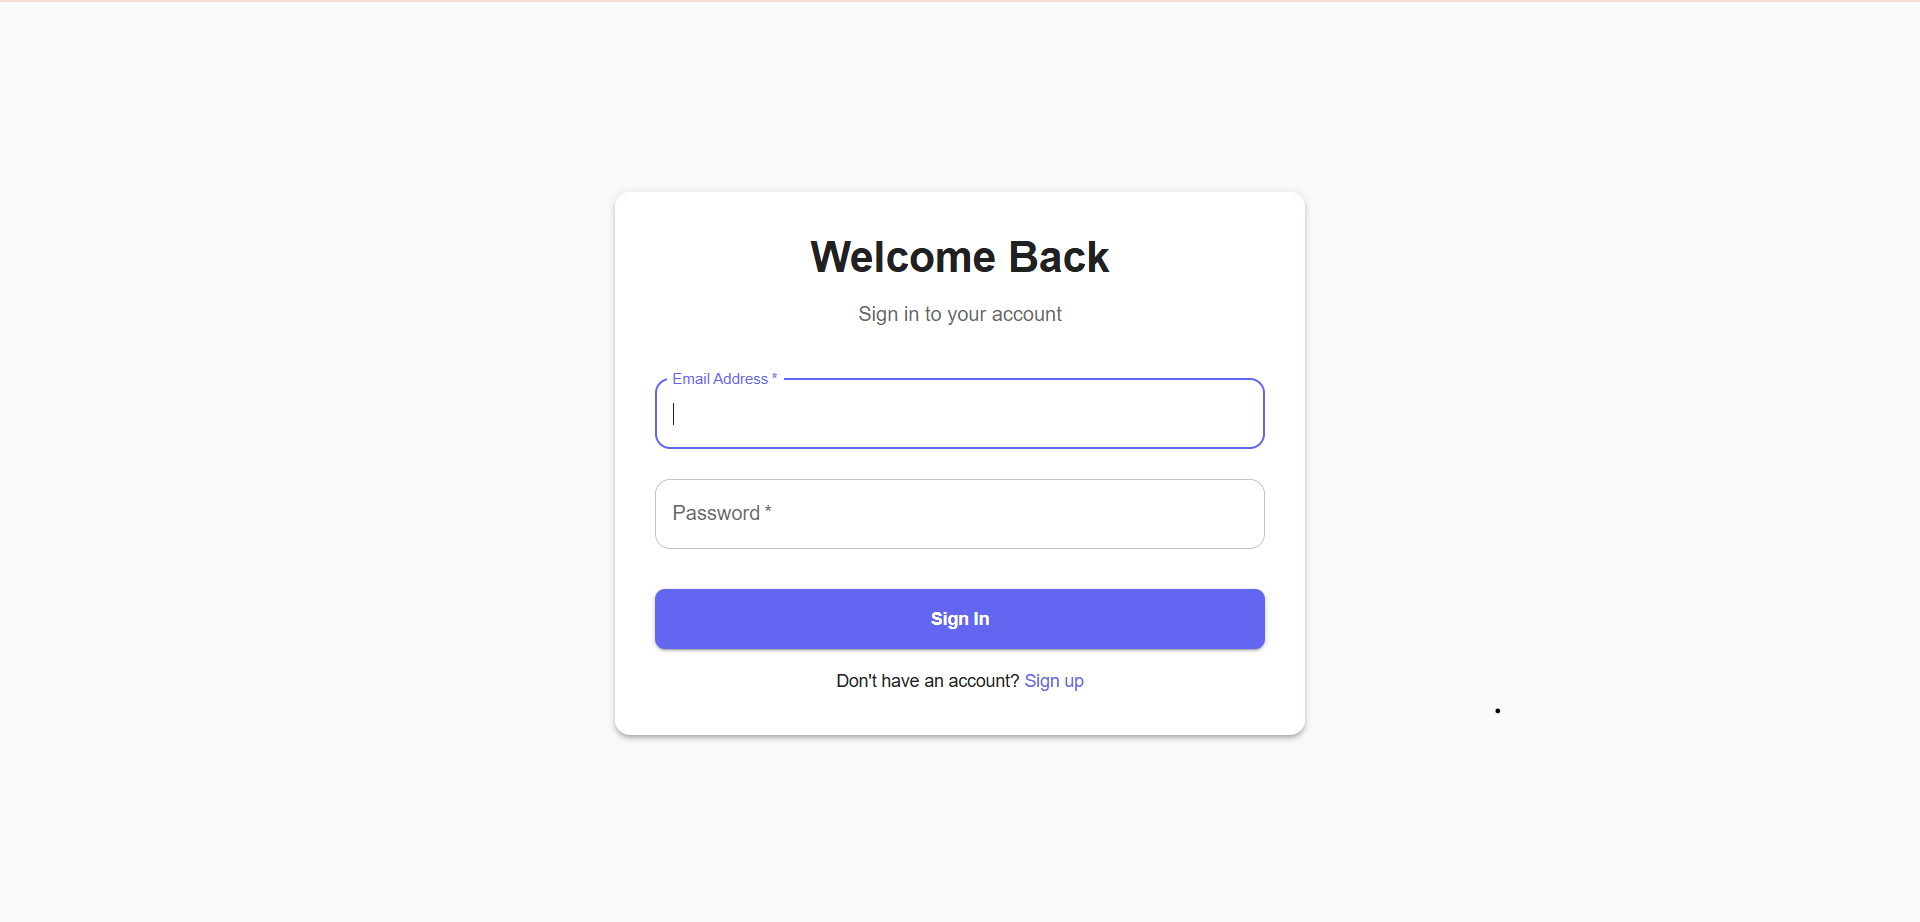 Welcome Back
Sign in to your account
Email Address *
Password *
Sign In
Don't have an account? Sign up